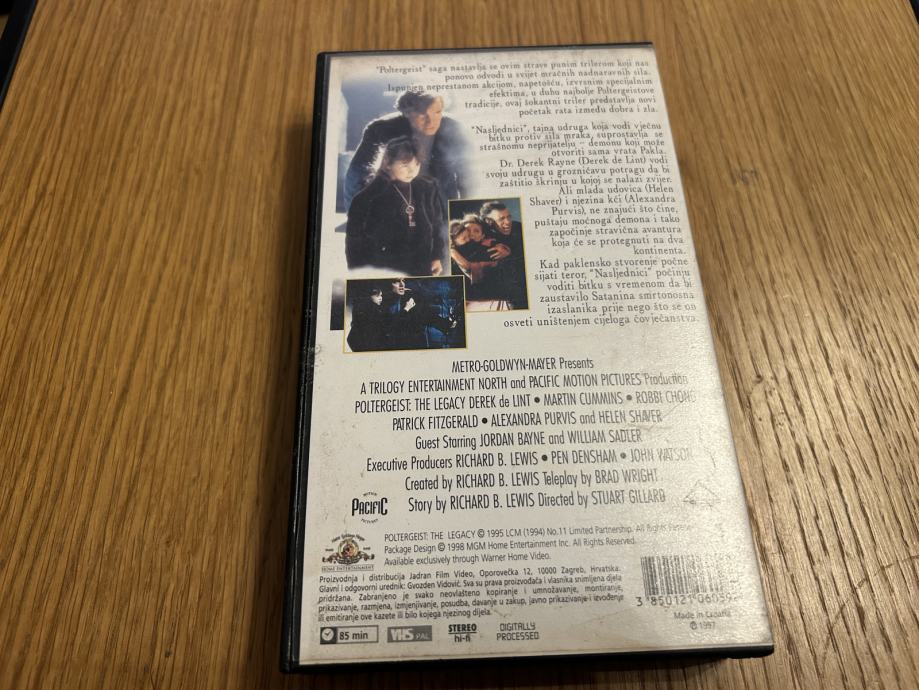 "Poltergeist" saga nastavlja se ovim strave punim trilerom koji nas
ponovo odvodi u svijet mračnih nadnaravnih sila.
Ispunjen neprestanom akcijom, napetošću, izvrsnim specijalnim
efektima, u duhu najbolje Poltergeistove
tradicije, ovaj šokantni triler predstavlja novi
početak rata između dobra i zla.
"Nasljednici", tajna udruga koja vodi vječnu
bitku protiv sila mraka, suprostavlja se
strašnomu neprijatelju – demonu koji može
otvoriti sama vrata Pakla.
Dr. Derek Rayne (Derek de Lint) vodi
svoju udrugu u grozničavu potragu da bi
zaštitio škrinju u kojoj se nalazi zvijer.
Ali mlada udovica (Helen
Shaver) i njezina kći (Alexandra
Purvis), ne znajući što čine,
puštaju moćnoga demona i tako
započinje stravična avantura
koja će se protegnuti na dva
kontinenta.
Kad paklensko stvorenje počne
sijati teror, "Nasljednici" počinju
voditi bitku s vremenom da bi
zaustavilo Satanina smrtonosna
izaslanika prije nego što se on
osveti uništenjem cijeloga čovječanstva.
METRO-GOLDWYN-MAYER Presents
A TRILOGY ENTERTAINMENT NORTH and PACIFIC MOTION PICTURES Production
POLTERGEIST: THE LEGACY DEREK de LINT • MARTIN CUMMINS • ROBBI CHONG
PATRICK FITZGERALD • ALEXANDRA PURVIS and HELEN SHAVER
Guest Starring JORDAN BAYNE and WILLIAM SADLER
Executive Producers RICHARD B. LEWIS • PEN DENSHAM • JOHN WATSON
Created by RICHARD B. LEWIS Teleplay by BRAD WRIGHT
Story by RICHARD B. LEWIS Directed by STUART GILLARD
MOTION
PACIFIC
PICTURES
POLTERGEIST: THE LEGACY © 1995 LCM (1994) No.11 Limited Partnership. All Rights Reserved.
Package Design © 1998 MGM Home Entertainment Inc. All Rights Reserved.
Available exclusively through Warner Home Video.
HOME ENTERTAINMENT
Proizvodnja i distribucija Jadran Film Video, Oporovečka 12, 10000 Zagreb, Hrvatska.
Glavni i odgovorni urednik: Gvozden Vidović. Sva su prava proizvođača i vlasnika snimljena djela
pridržana. Zabranjeno je svako neovlašteno kopiranje i umnožavanje, montiranje,
prikazivanje, razmjena, izmjenjivanje, posudba, davanje u zakup, javno prikazivanje i izvođenje
ili emitiranje ove kazete ili bilo kojega njezinog dijela.
3 850121 06039
Made in Croatia
© 1997
85 min
VHS PAL
STEREO
hi-fi
DIGITALLY
PROCESSED